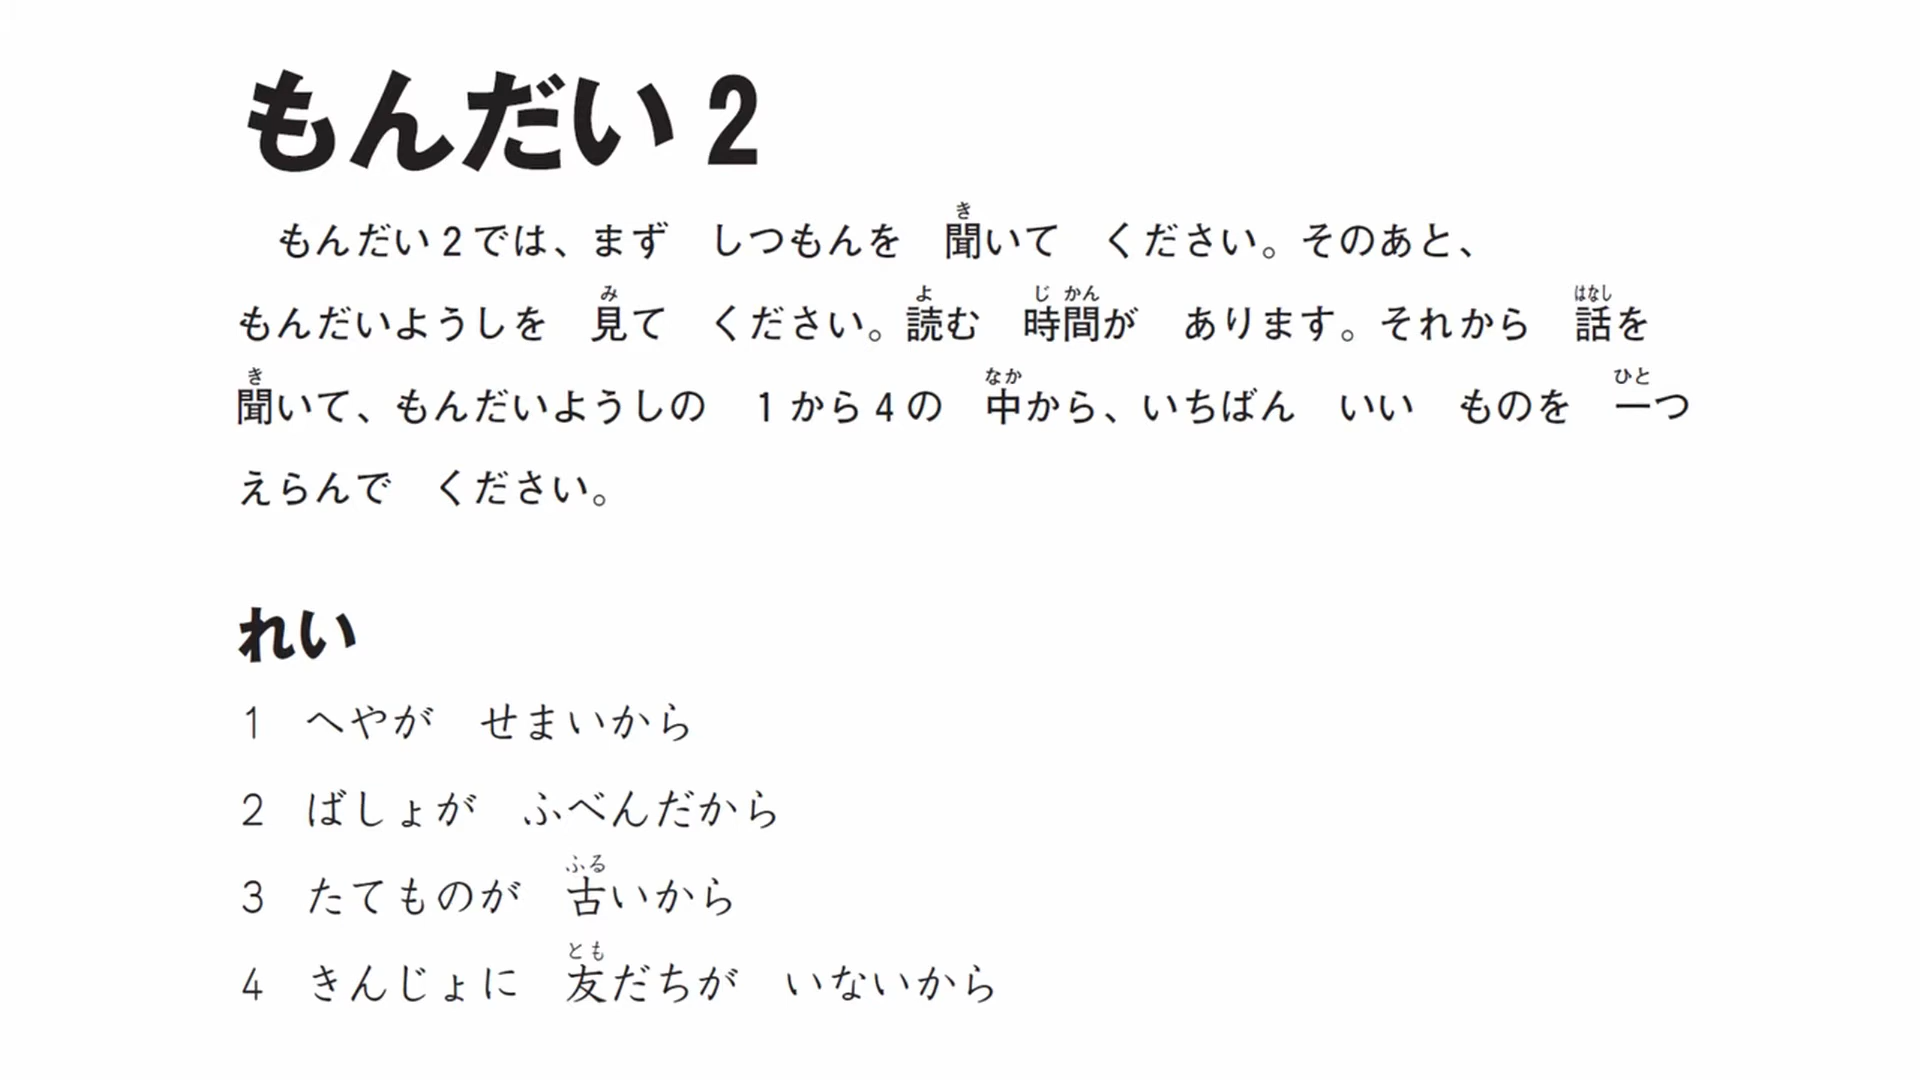 もんだい2
もんだい2では、まず　しつもんを　聞いて　ください。そのあと、
もんだいようしを　見て　ください。読む　時間が　あります。それから　話を
聞いて、もんだいようしの　1から4の　中から、いちばん　いい　ものを　一つ
えらんで　ください。
れい
1　へやが　せまいから
2　ばしょが　ふべんだから
3　たてものが　古いから
4　きんじょに　友だちが　いないから